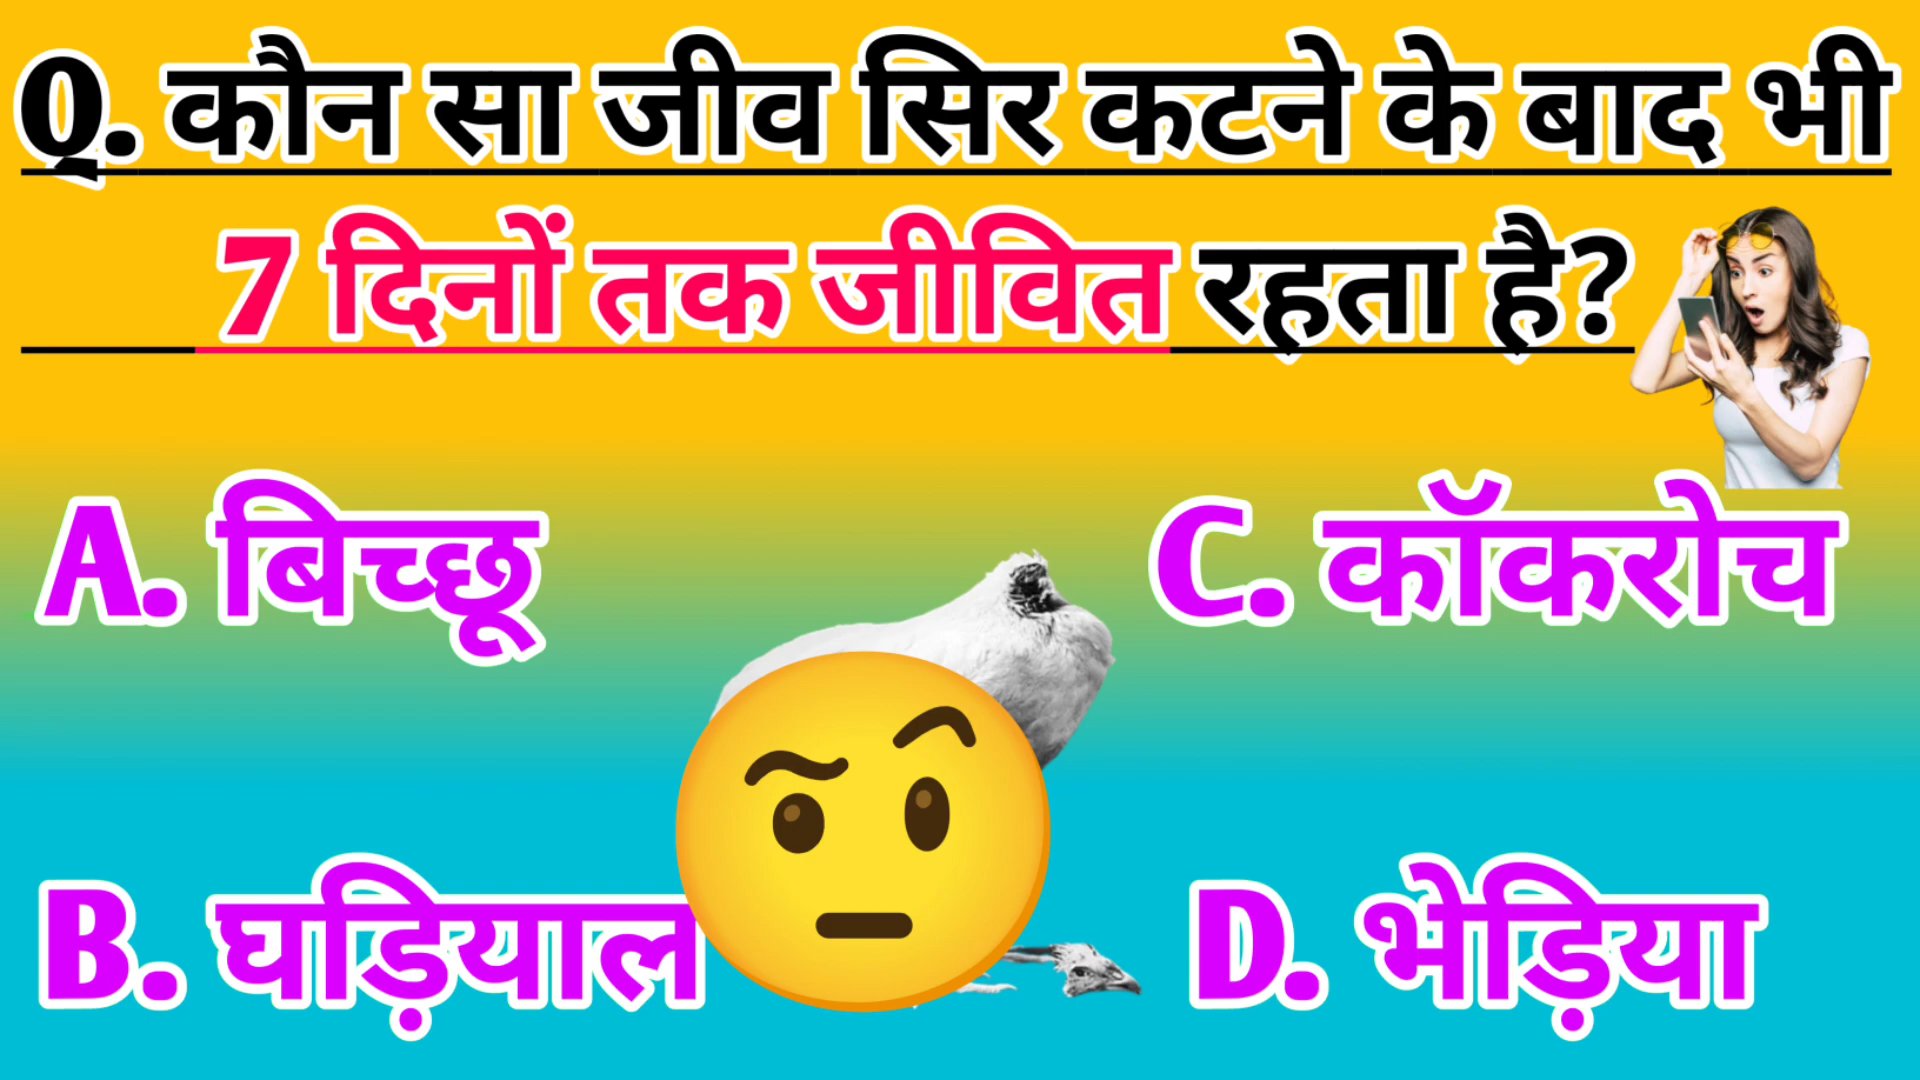 Q. कौन सा जीव सिर कटने के बाद भी
7 दिनों तक जीवित रहता है?
A. बिच्छू
C. कॉकरोच
B. घड़ियाल
D. भेड़िया